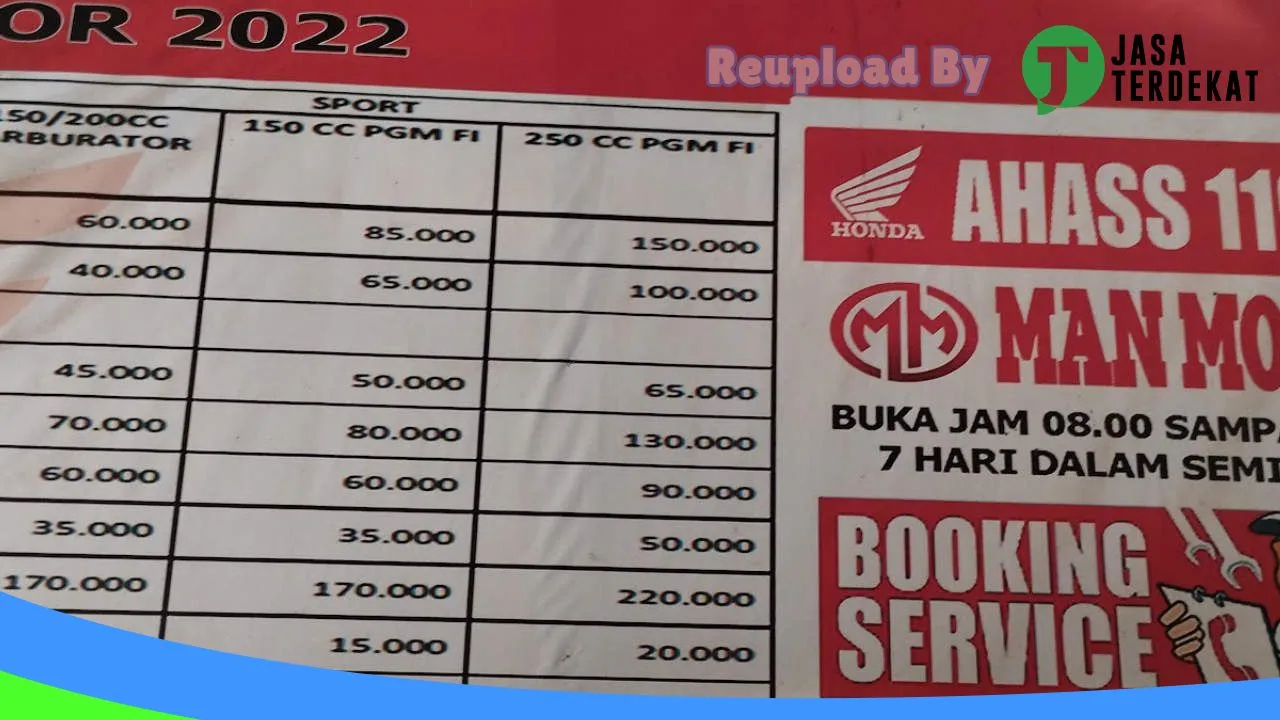 OR 2022
Reupload By
JASA
TERDEKAT
SPORT
150/200CC
RBURATOR
150 CC PGM FI
250 CC PGM FI
60.000 85.000 150.000
40.000 65.000 100.000
45.000 50.000 65.000
70.000 80.000 130.000
60.000 60.000 90.000
35.000 35.000 50.000
170.000 170.000 220.000
15.000 20.000
HONDA
AHASS 11
MM
MAN MO
BUKA JAM 08.00 SAMPA
7 HARI DALAM SEMI
BOOKING
SERVICE